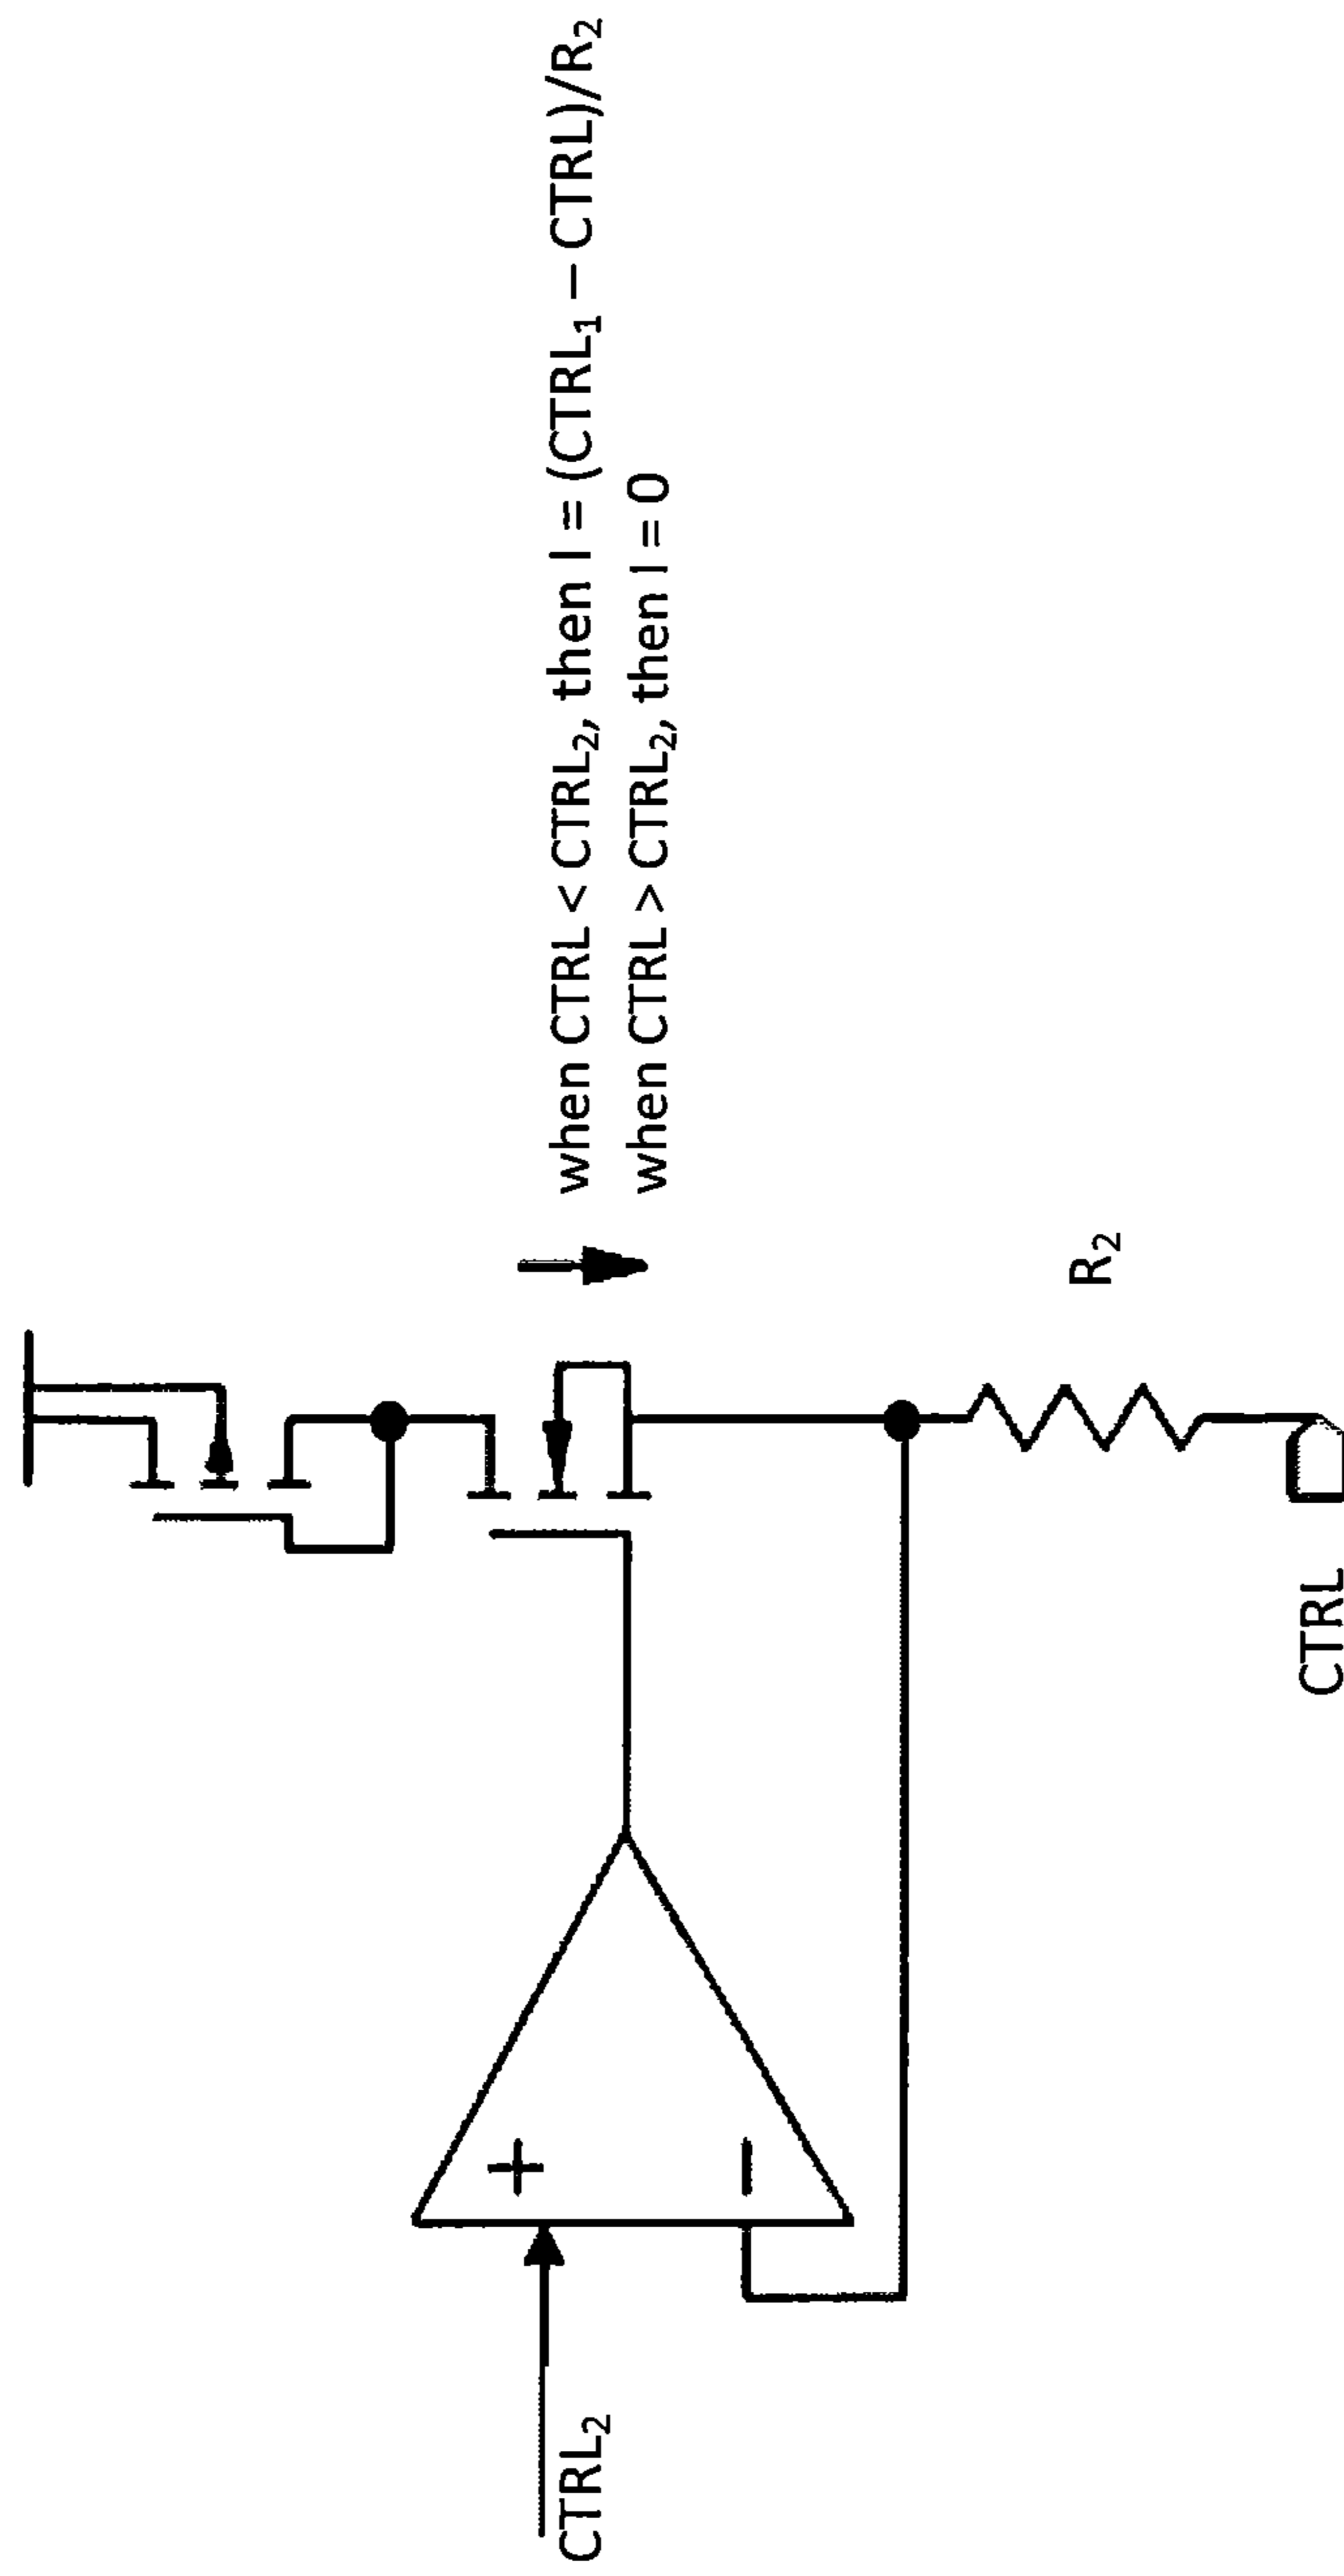 CTRL₂
when CTRL < CTRL₂, then I = (CTRL₁ – CTRL)/R₂
when CTRL > CTRL₂, then I = 0
+
–
R₂
CTRL